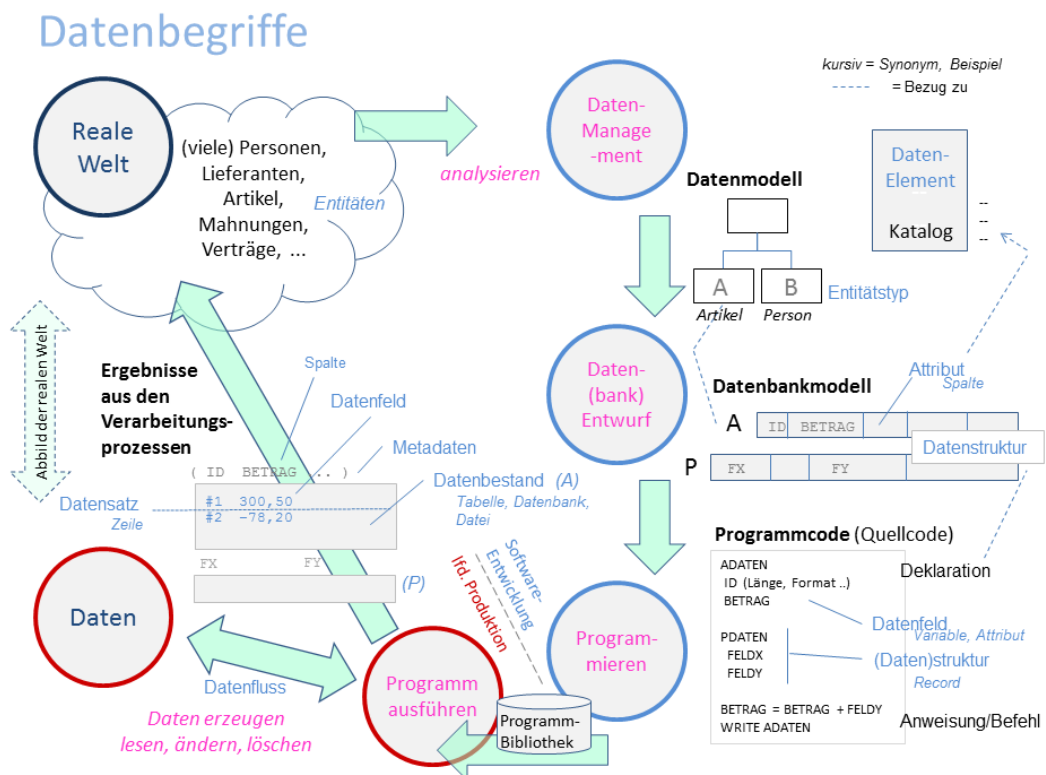 Datenbegriffe
kursiv = Synonym, Beispiel
= Bezug zu
Reale
Welt
(viele) Personen,
Lieferanten,
Artikel,
Mahnungen,
Verträge, ...
Entitäten
analysieren
Daten-
Manage
-ment
Datenmodell
A
B
Artikel
Person
Entitätstyp
Daten-
Element
Katalog
--
--
--
Abbild der realen Welt
Ergebnisse
aus den
Verarbeitungs-
prozessen
Spalte
Datenfeld
Metadaten
( ID BETRAG .. )
#1 300,50
#2 -78,20
Datensatz
Zeile
Datenbestand (A)
Tabelle, Datenbank,
Datei
FX FY
(P)
Daten-
(bank)
Entwurf
Datenbankmodell
Attribut
Spalte
A
ID BETRAG
Datenstruktur
P
FX FY
Programmcode (Quellcode)
ADATEN
ID (Länge, Format ..)
BETRAG
PDATEN
FELDX
FELDY
BETRAG = BETRAG + FELDY
WRITE ADATEN
Deklaration
Datenfeld
Variable, Attribut
(Daten)struktur
Record
Anweisung/Befehl
Software-
Entwicklung
lfd. Produktion
Program-
mieren
Programm-
Bibliothek
Programm
ausführen
Daten
Datenfluss
Daten erzeugen
lesen, ändern, löschen